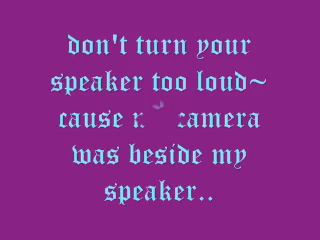 don't turn your
speaker too loud~
cause camera
was beside my
speaker..